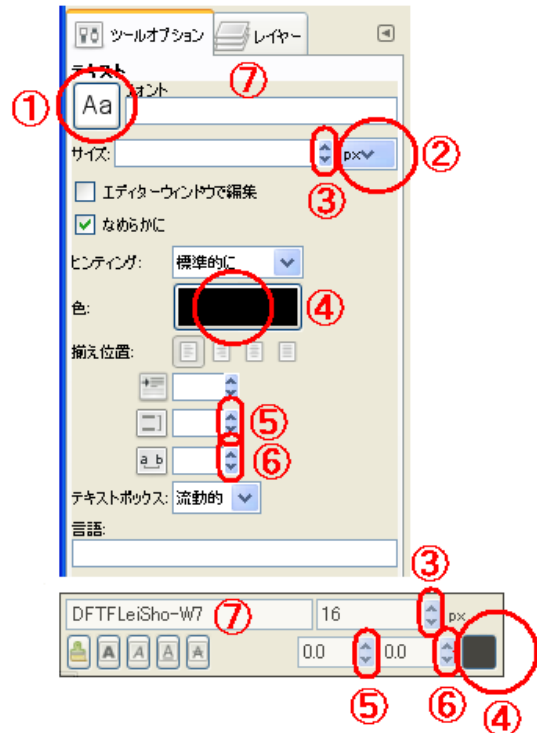 ツールオプション レイヤー
テキスト
⑦
① Aa フォント
サイズ: px ②
③
エディターウィンドウで編集
なめらかに
ヒンティング: 標準的に
色: ④
揃え位置:
⑤
a_b ⑥
テキストボックス: 流動的
言語:
③
DFTFLeiSho-W7 ⑦ 16 px
A A A A 0.0 0.0
⑤ ⑥ ④